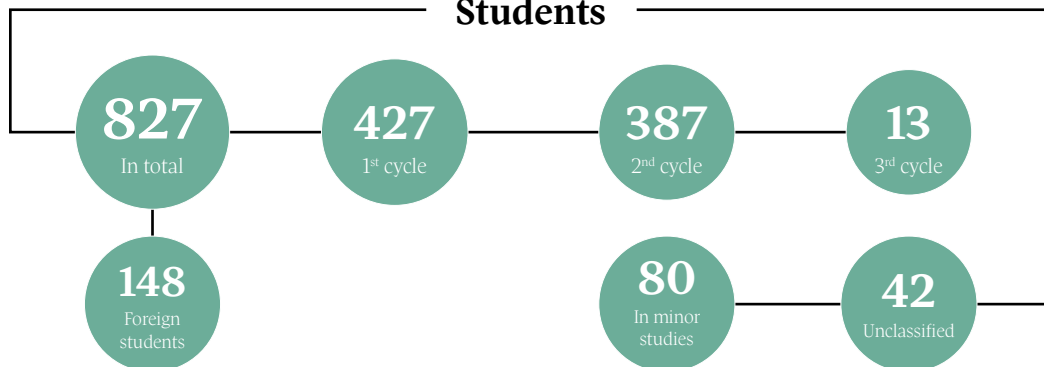 Students
827
In total
427
1st cycle
387
2nd cycle
13
3rd cycle
148
Foreign
students
80
In minor
studies
42
Unclassified